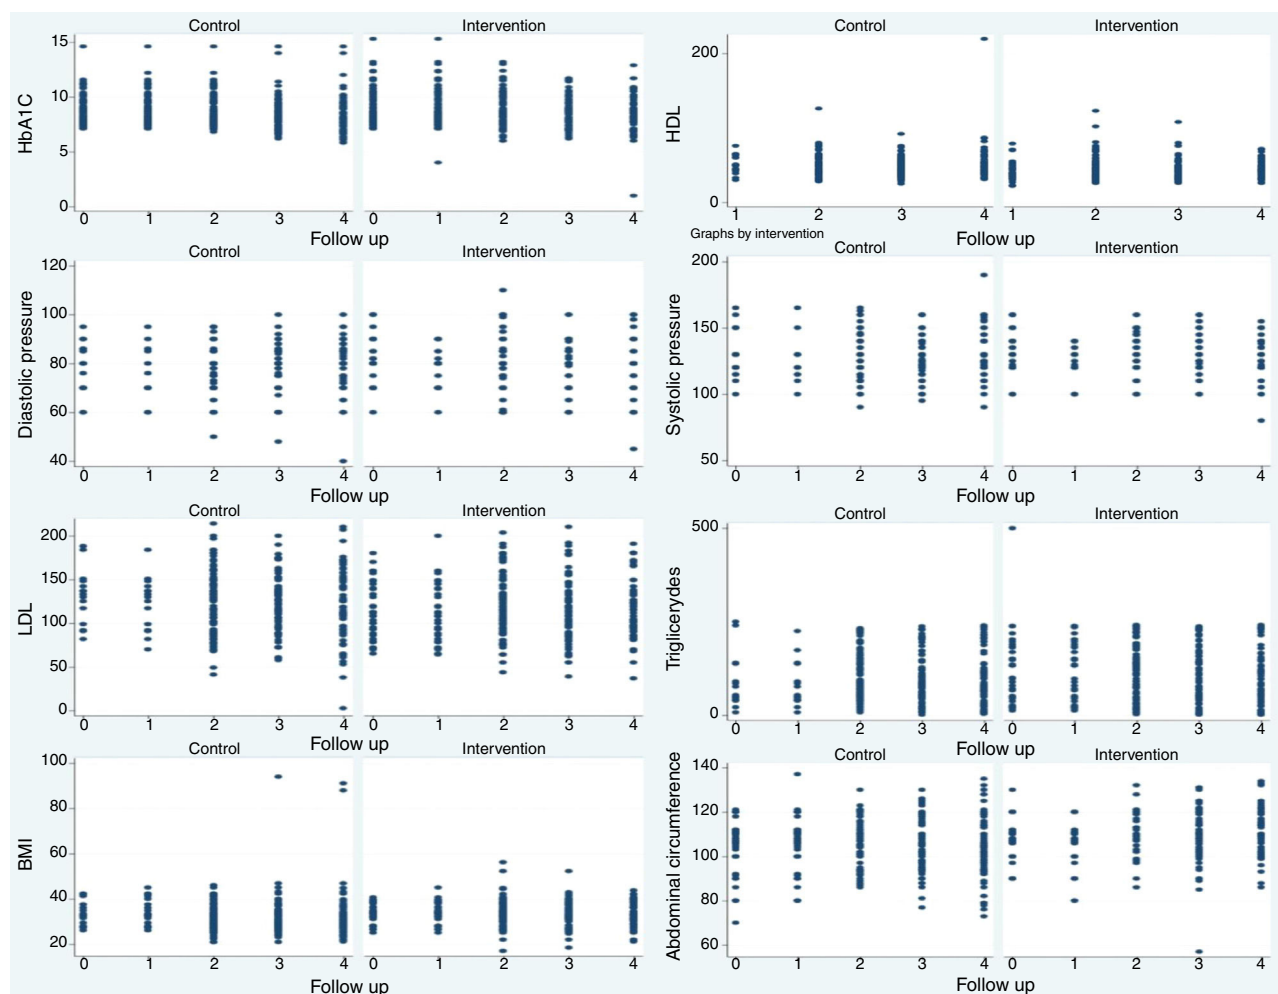 Control Intervention
HbA1C
15
10
5
0
0 1 2 3 4 0 1 2 3 4
Follow up
Control Intervention
HDL
200
0
1 2 3 4 1 2 3 4
Graphs by intervention
Follow up
Control Intervention
Diastolic pressure
120
100
80
60
40
0 1 2 3 4 0 1 2 3 4
Follow up
Control Intervention
Systolic pressure
200
150
100
50
0 1 2 3 4 0 1 2 3 4
Follow up
Control Intervention
LDL
200
150
100
50
0
0 1 2 3 4 0 1 2 3 4
Follow up
Control Intervention
Triglicerydes
500
0
0 1 2 3 4 0 1 2 3 4
Follow up
Control Intervention
BMI
100
80
60
40
20
0 1 2 3 4 0 1 2 3 4
Follow up
Control Intervention
Abdominal circumference
140
120
100
80
60
0 1 2 3 4 0 1 2 3 4
Follow up